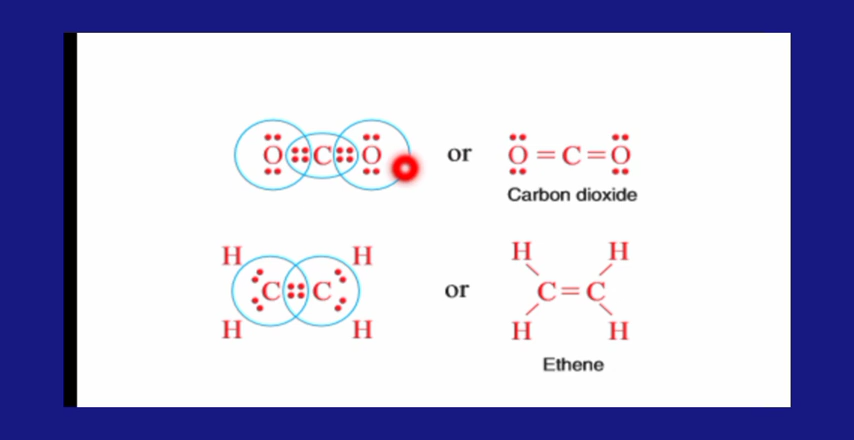 O C O or O = C = O
Carbon dioxide
H H H H
C C or C = C
H H H H
Ethene